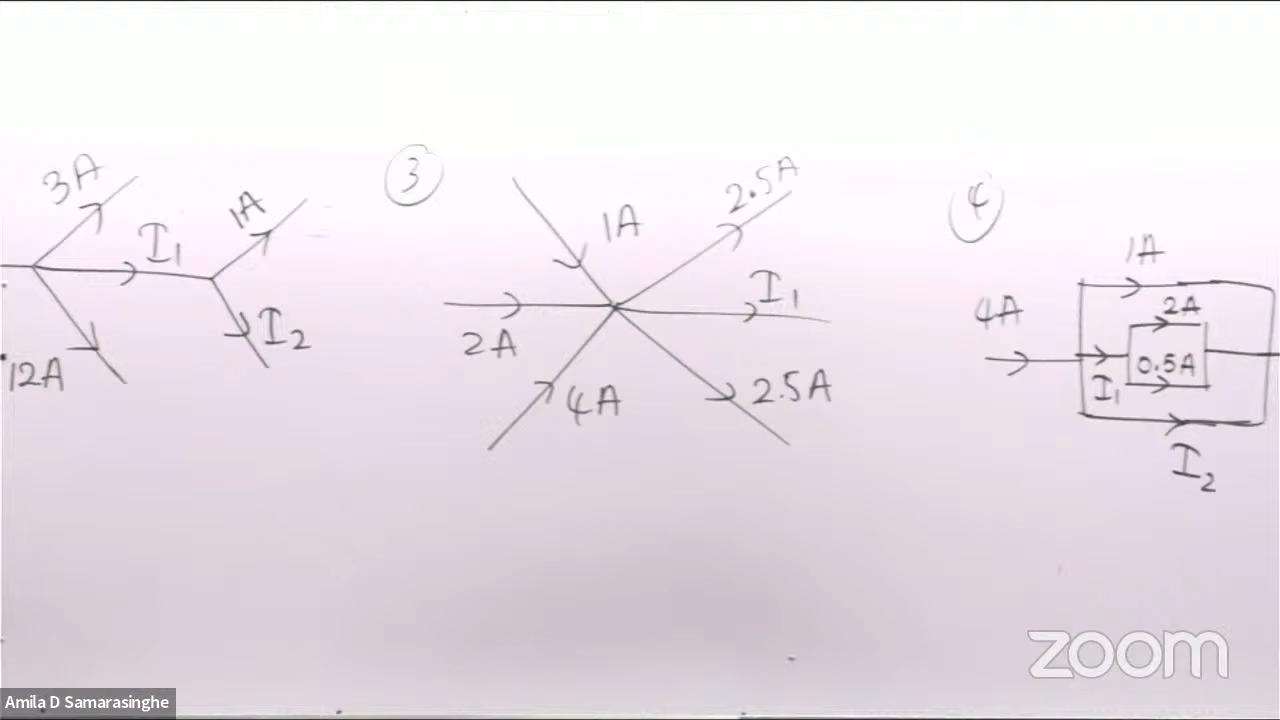 3A
I₁
1A
I₂
12A
3
1A
2.5A
2A
I₁
4A
2.5A
4
1A
4A
2A
0.5A
I₁
I₂
zoom
Amila D Samarasinghe